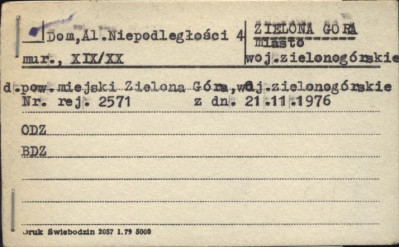 Dom, Al. Niepodległości 4
mur., XIX/XX
ZIELONA GÓRA
miasto
woj. zielonogórskie
d. pow. miejski Zielona Góra, woj. zielonogórskie
Nr. rej. 2571 z dn. 21.11.1976
ODZ
BDZ
Druk Świebodzin 2057 1.79 5000